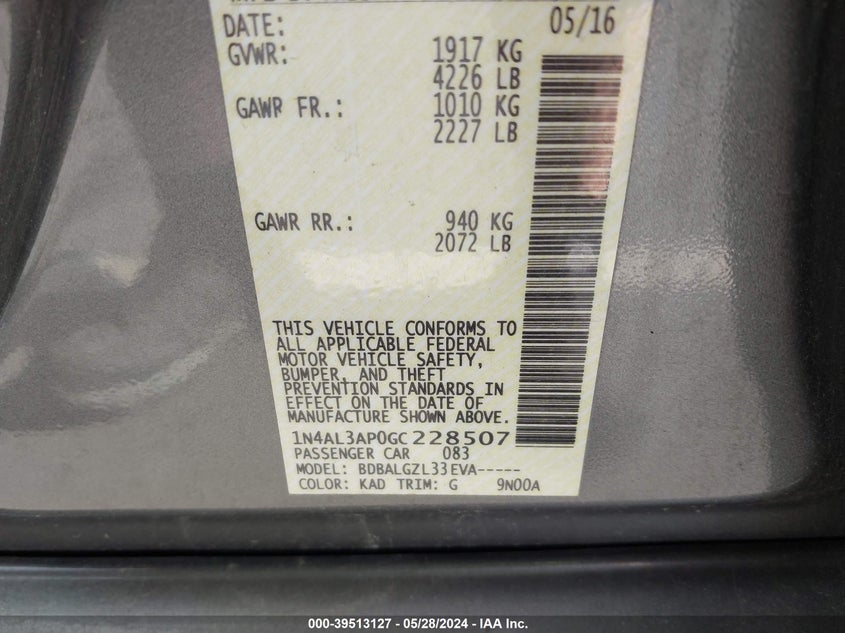 DATE: 05/16
GVWR: 1917 KG
4226 LB
GAWR FR.: 1010 KG
2227 LB
GAWR RR.: 940 KG
2072 LB
THIS VEHICLE CONFORMS TO
ALL APPLICABLE FEDERAL
MOTOR VEHICLE SAFETY,
BUMPER, AND THEFT
PREVENTION STANDARDS IN
EFFECT ON THE DATE OF
MANUFACTURE SHOWN ABOVE.
1N4AL3AP0GC228507
PASSENGER CAR 083
MODEL: BDBALGZL33EVA-----
COLOR: KAD TRIM: G 9N00A
000-39513127 - 05/28/2024 - IAA Inc.